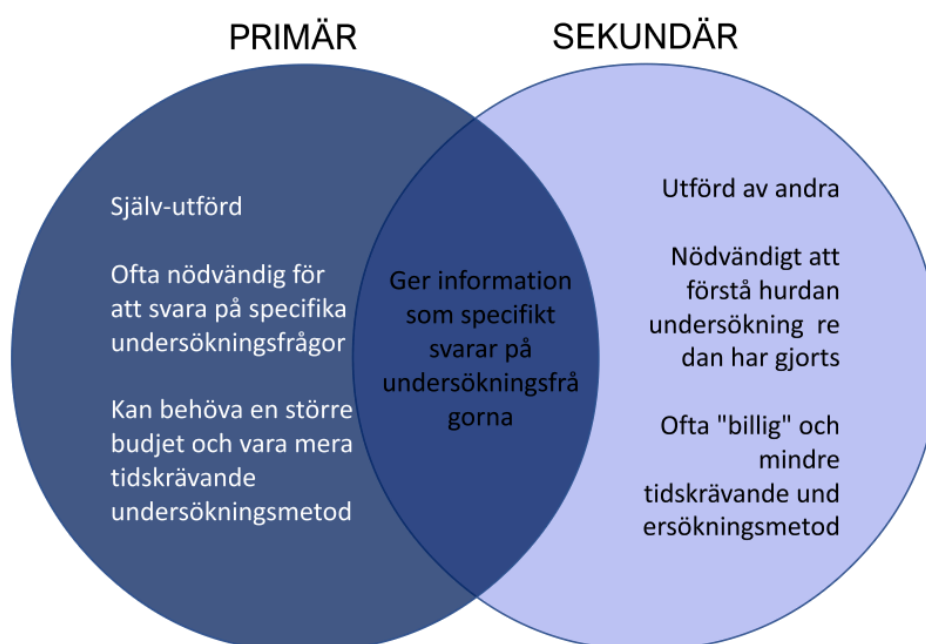 PRIMÄR
SEKUNDÄR
Själv-utförd
Ofta nödvändig för
att svara på specifika
undersökningsfrågor
Kan behöva en större
budjet och vara mera
tidskrävande
undersökningsmetod
Ger information
som specifikt
svarar på
undersökningsfrå
gorna
Utförd av andra
Nödvändigt att
förstå hurdan
undersökning  re
dan har gjorts
Ofta "billig" och
mindre
tidskrävande und
ersökningsmetod